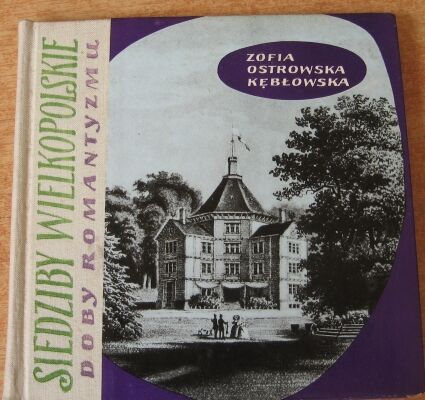 SIEDZIBY WIELKOPOLSKIE
DOBY ROMANTYZMU
ZOFIA
OSTROWSKA
KĘBŁOWSKA